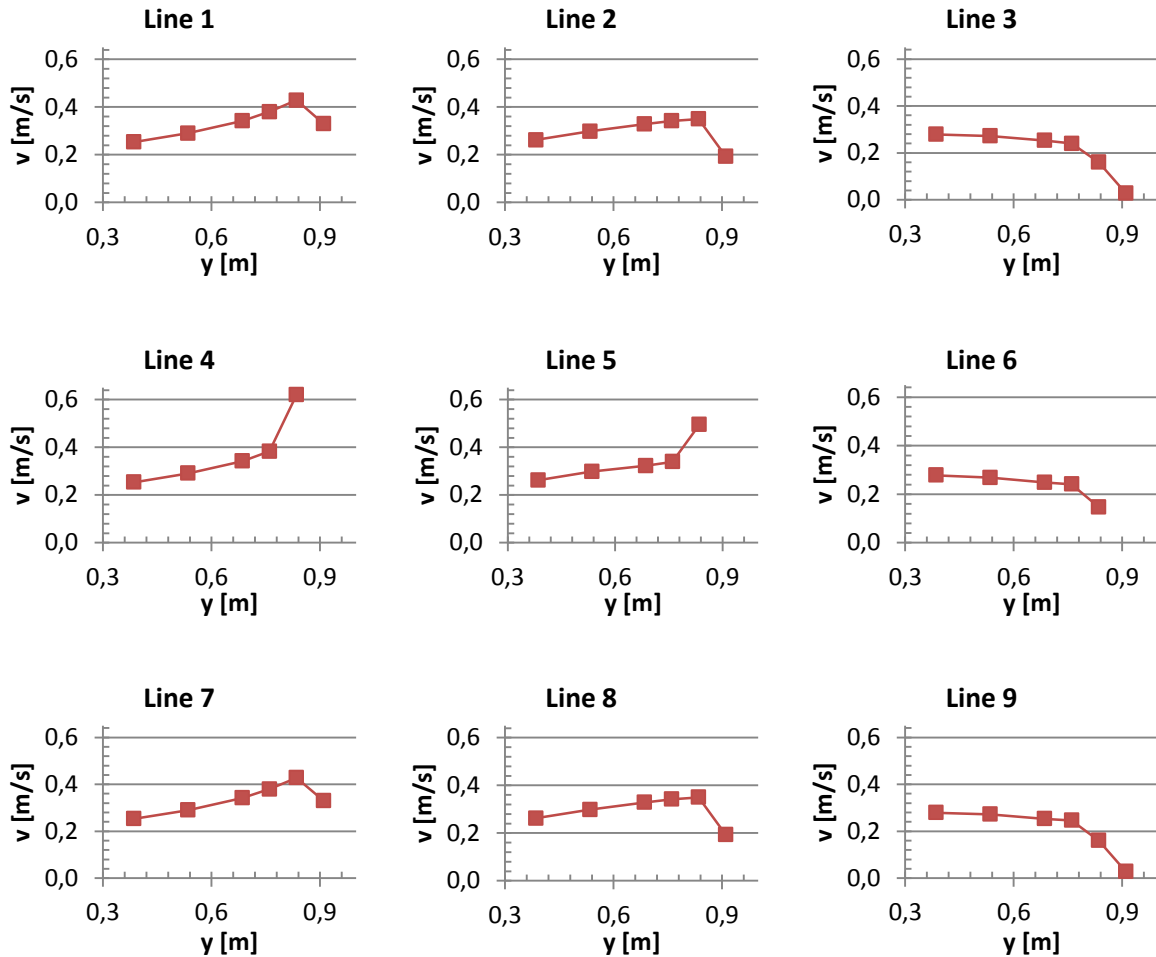 Line 1
0,6
0,4
0,2
0,0
v [m/s]
0,3 0,6 0,9
y [m]
Line 2
0,6
0,4
0,2
0,0
v [m/s]
0,3 0,6 0,9
y [m]
Line 3
0,6
0,4
0,2
0,0
v [m/s]
0,3 0,6 0,9
y [m]
Line 4
0,6
0,4
0,2
0,0
v [m/s]
0,3 0,6 0,9
y [m]
Line 5
0,6
0,4
0,2
0,0
v [m/s]
0,3 0,6 0,9
y [m]
Line 6
0,6
0,4
0,2
0,0
v [m/s]
0,3 0,6 0,9
y [m]
Line 7
0,6
0,4
0,2
0,0
v [m/s]
0,3 0,6 0,9
y [m]
Line 8
0,6
0,4
0,2
0,0
v [m/s]
0,3 0,6 0,9
y [m]
Line 9
0,6
0,4
0,2
0,0
v [m/s]
0,3 0,6 0,9
y [m]